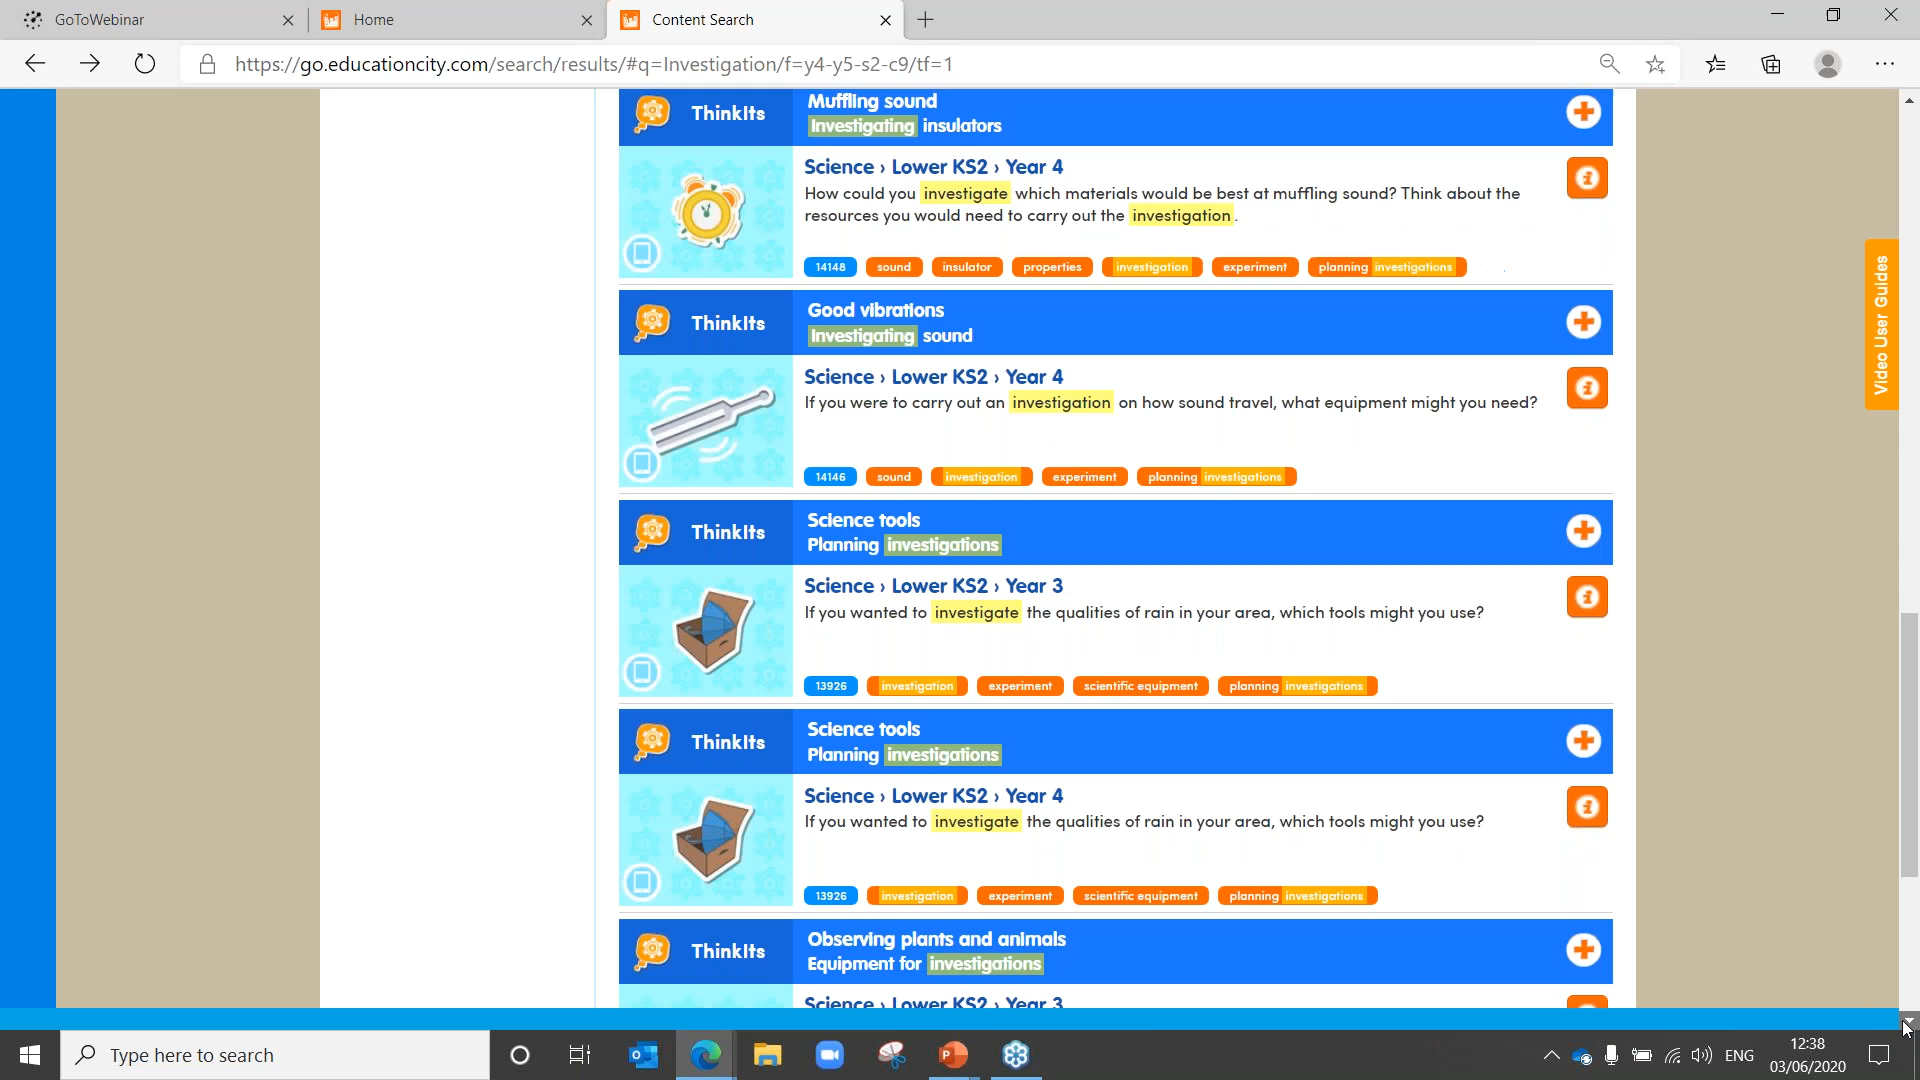 GoToWebinar
Home
Content Search
https://go.educationcity.com/search/results/#q=Investigation/f=y4-y5-s2-c9/tf=1
ThinkIts
Muffling sound
Investigating insulators
Science › Lower KS2 › Year 4
How could you investigate which materials would be best at muffling sound? Think about the
resources you would need to carry out the investigation.
14148 sound insulator properties investigation experiment planning investigations
ThinkIts
Good vibrations
Investigating sound
Science › Lower KS2 › Year 4
If you were to carry out an investigation on how sound travel, what equipment might you need?
14146 sound investigation experiment planning investigations
ThinkIts
Science tools
Planning investigations
Science › Lower KS2 › Year 3
If you wanted to investigate the qualities of rain in your area, which tools might you use?
13926 investigation experiment scientific equipment planning investigations
ThinkIts
Science tools
Planning investigations
Science › Lower KS2 › Year 4
If you wanted to investigate the qualities of rain in your area, which tools might you use?
13926 investigation experiment scientific equipment planning investigations
ThinkIts
Observing plants and animals
Equipment for investigations
Science › Lower KS2 › Year 3
Video User Guides
Type here to search
ENG
12:38
03/06/2020